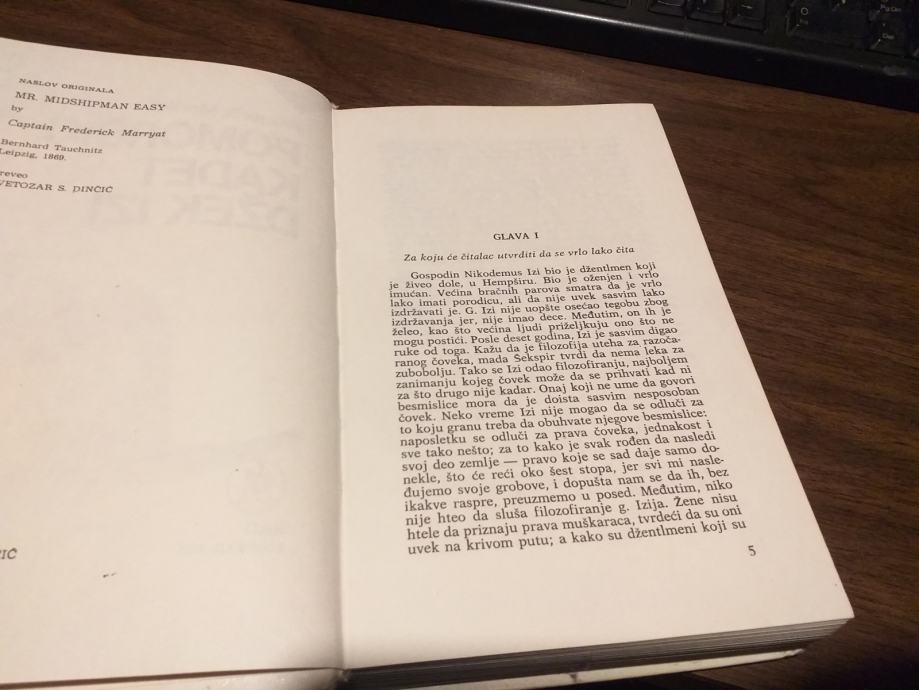 NASLOV ORIGINALA
MR. MIDSHIPMAN EASY
by
Captain Frederick Marryat
Bernhard Tauchnitz
Leipzig, 1869.
reveo
VETOZAR S. DINČIĆ
IĆ
GLAVA I
Za koju će čitalac utvrditi da se vrlo lako čita
Gospodin Nikodemus Izi bio je džentlmen koji
je živeo dole, u Hempširu. Bio je oženjen i vrlo
imućan. Većina bračnih parova smatra da je vrlo
lako imati porodicu, ali da nije uvek sasvim lako
izdržavati je. G. Izi nije uopšte osećao tegobu zbog
izdržavanja jer, nije imao dece. Međutim, on ih je
želeo, kao što većina ljudi priželjkuju ono što ne
mogu postići. Posle deset godina, Izi je sasvim digao
ruke od toga. Kažu da je filozofija uteha za razoča-
ranog čoveka, mada Šekspir tvrdi da nema leka za
zubobolju. Tako se Izi odao filozofiranju, najboljem
zanimanju kojeg čovek može da se prihvati kad ni
za što drugo nije kadar. Onaj koji ne ume da govori
besmislice mora da je doista sasvim nesposoban
čovek. Neko vreme Izi nije mogao da se odluči za
to koju granu treba da obuhvate njegove besmislice:
naposletku se odluči za prava čoveka, jednakost i
sve tako nešto; za to kako je svak rođen da nasledi
svoj deo zemlje — pravo koje se sad daje samo do-
nekle, što će reći oko šest stopa, jer svi mi nasle-
đujemo svoje grobove, i dopušta nam se da ih, bez
ikakve raspre, preuzmemo u posed. Međutim, niko
nije hteo da sluša filozofiranje g. Izija. Žene nisu
htele da priznaju prava muškaraca, tvrdeći da su oni
uvek na krivom putu; a kako su džentlmeni koji su
5